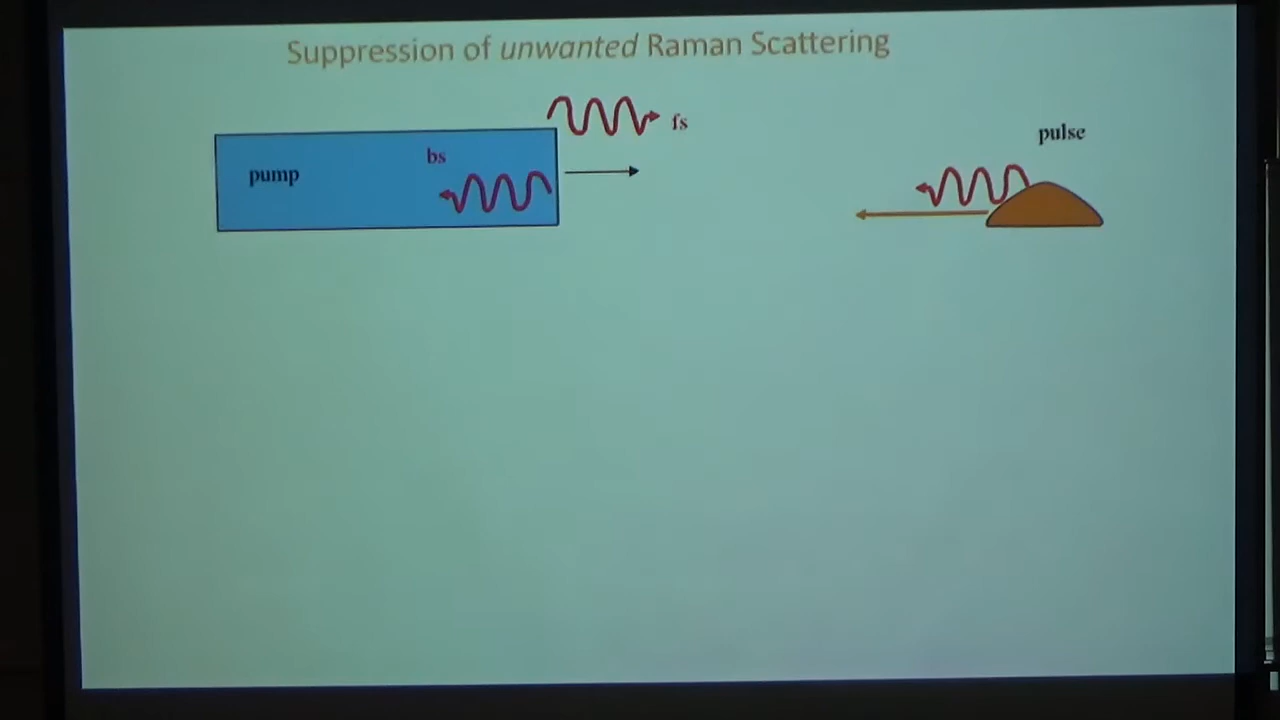 Suppression of unwanted Raman Scattering
fs
pulse
bs
pump